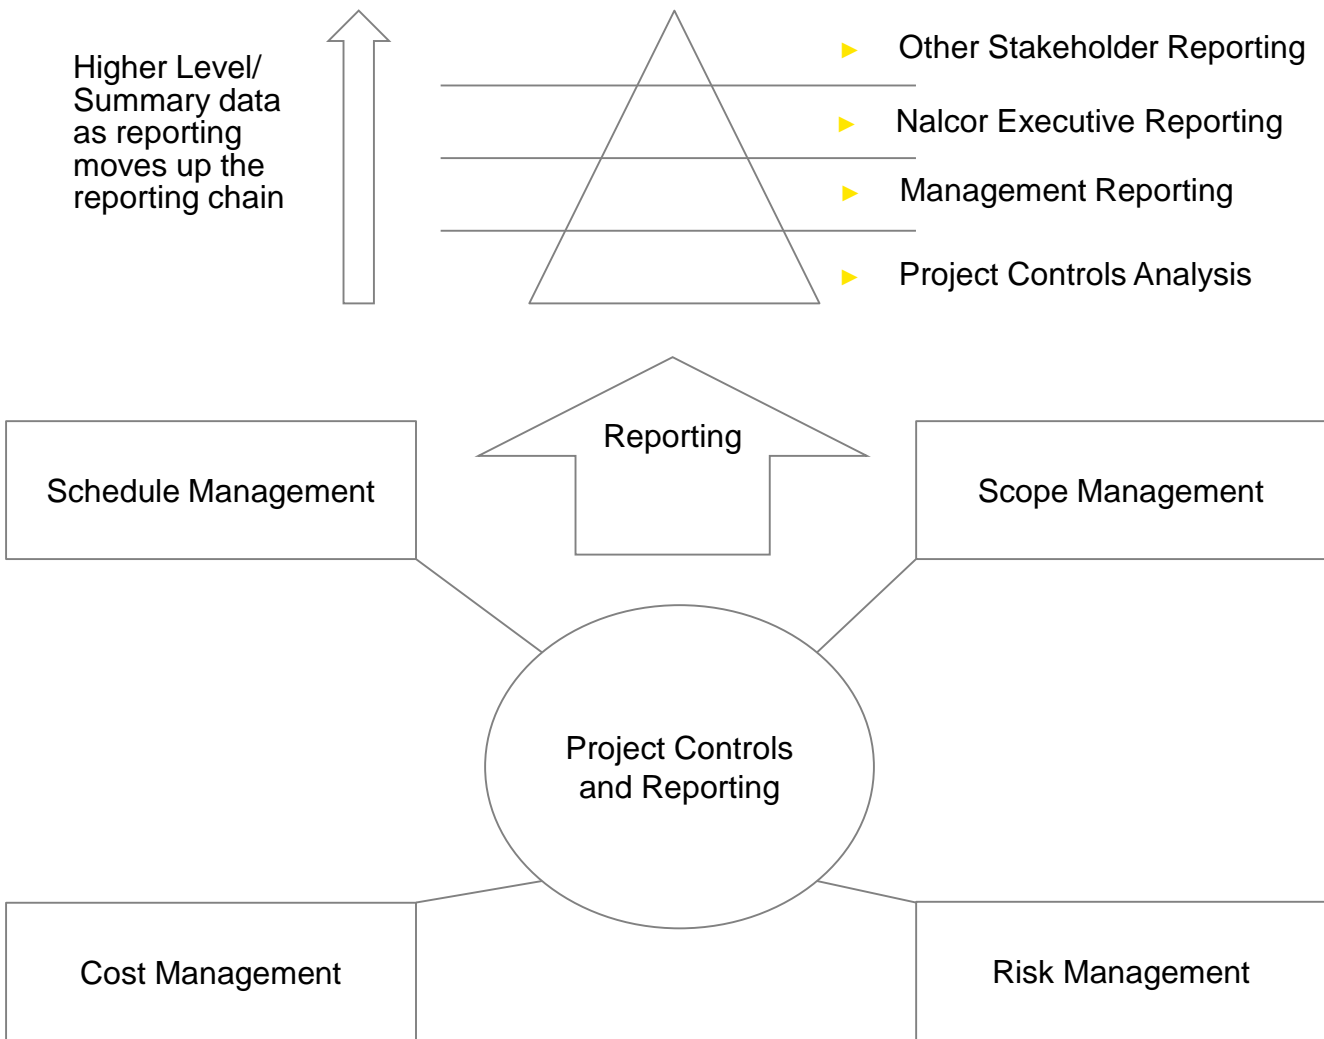 Higher Level/
Summary data
as reporting
moves up the
reporting chain
► Other Stakeholder Reporting
► Nalcor Executive Reporting
► Management Reporting
► Project Controls Analysis
Reporting
Schedule Management
Scope Management
Project Controls
and Reporting
Cost Management
Risk Management